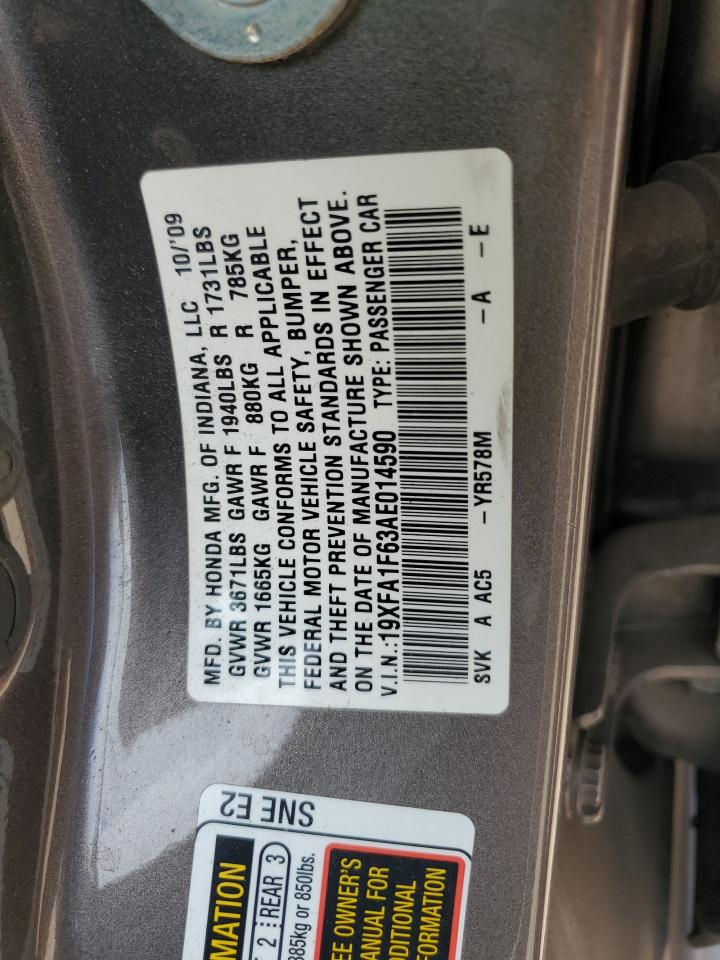 MFD. BY HONDA MFG. OF INDIANA, LLC 10/'09
GVWR 3671LBS GAWR F 1940LBS R 1731LBS
GVWR 1665KG GAWR F 880KG R 785KG
THIS VEHICLE CONFORMS TO ALL APPLICABLE
FEDERAL MOTOR VEHICLE SAFETY, BUMPER,
AND THEFT PREVENTION STANDARDS IN EFFECT
ON THE DATE OF MANUFACTURE SHOWN ABOVE.
V.I.N.:19XFA1F63AE014590 TYPE: PASSENGER CAR
SVK A AC5 -YR578M -A -E
SNE E2
MATION
2 REAR 3
385kg or 850lbs.
EE OWNER'S
ANUAL FOR
DDITIONAL
FORMATION